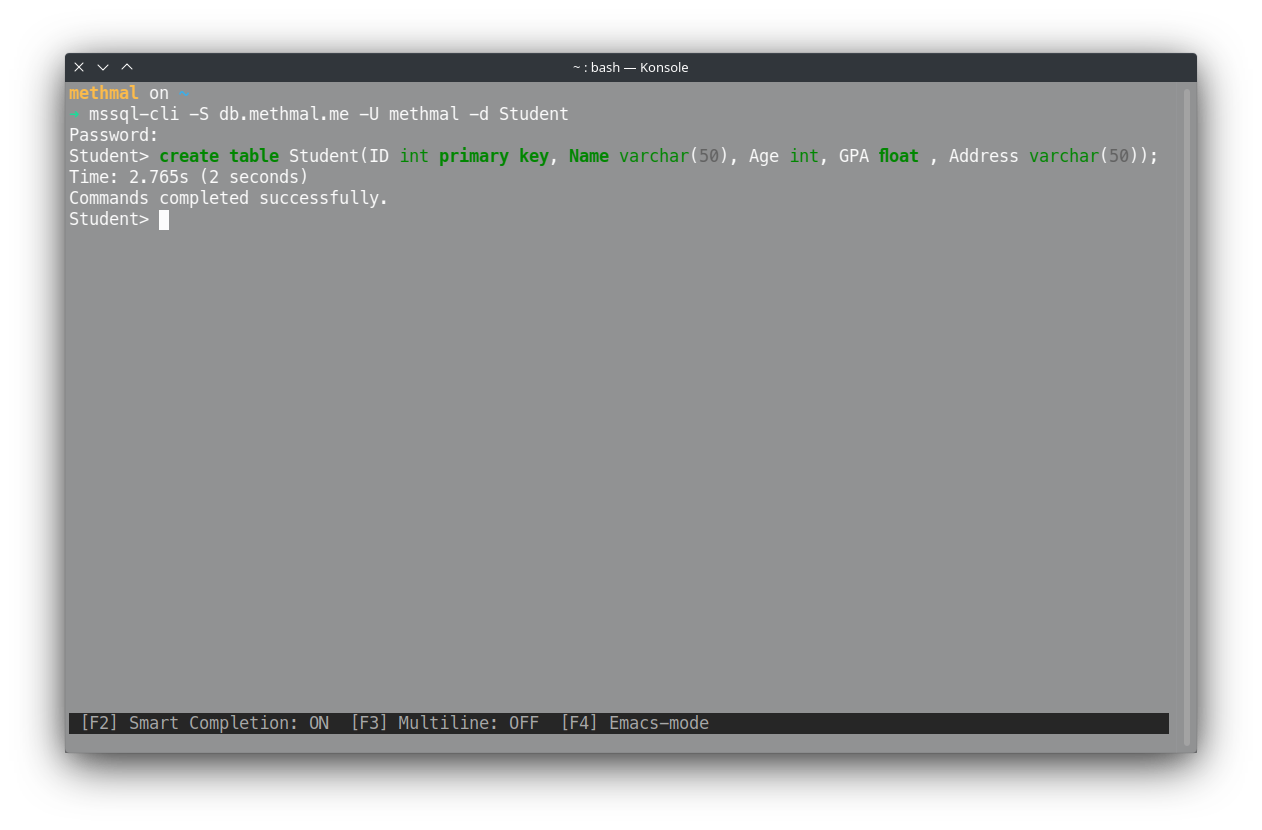 ~ : bash — Konsole
methmal on ~
→ mssql-cli -S db.methmal.me -U methmal -d Student
Password:
Student> create table Student(ID int primary key, Name varchar(50), Age int, GPA float , Address varchar(50));
Time: 2.765s (2 seconds)
Commands completed successfully.
Student>
[F2] Smart Completion: ON [F3] Multiline: OFF [F4] Emacs-mode